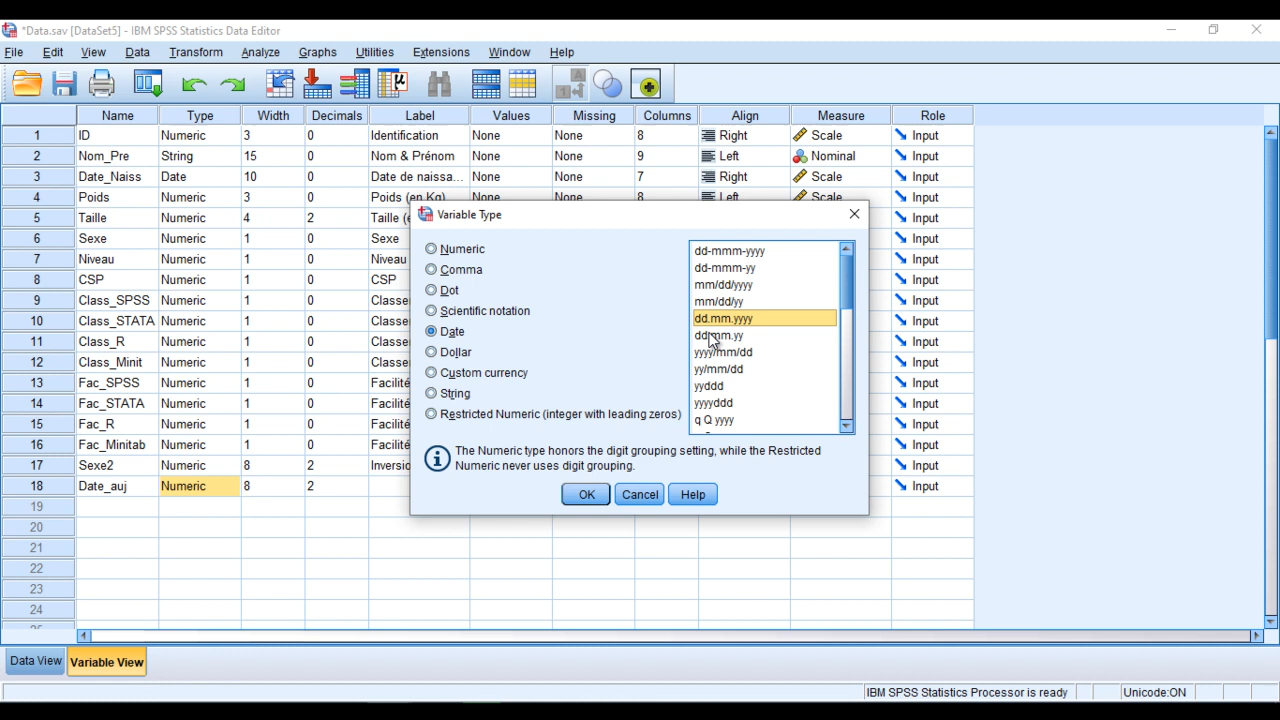 *Data.sav [DataSet5] - IBM SPSS Statistics Data Editor
File Edit View Data Transform Analyze Graphs Utilities Extensions Window Help
Name Type Width Decimals Label Values Missing Columns Align Measure Role
1 ID Numeric 3 0 Identification None None 8 Right Scale Input
2 Nom_Pre String 15 0 Nom & Prénom None None 9 Left Nominal Input
3 Date_Naiss Date 10 0 Date de naissa... None None 7 Right Scale Input
4 Poids Numeric 3 0 Poids (en Kg) None None 8 Left Scale Input
5 Taille Numeric 4 2 Taille Input
6 Sexe Numeric 1 0 Sexe Input
7 Niveau Numeric 1 0 Niveau Input
8 CSP Numeric 1 0 CSP Input
9 Class_SPSS Numeric 1 0 Classe Input
10 Class_STATA Numeric 1 0 Classe Input
11 Class_R Numeric 1 0 Classe Input
12 Class_Minit Numeric 1 0 Classe Input
13 Fac_SPSS Numeric 1 0 Facilité Input
14 Fac_STATA Numeric 1 0 Facilité Input
15 Fac_R Numeric 1 0 Facilité Input
16 Fac_Minitab Numeric 1 0 Facilité Input
17 Sexe2 Numeric 8 2 Inversio Input
18 Date_auj Numeric 8 2 Input
19
20
21
22
23
24
Variable Type
Numeric
Comma
Dot
Scientific notation
Date
Dollar
Custom currency
String
Restricted Numeric (integer with leading zeros)
dd-mmm-yyyy
dd-mmm-yy
mm/dd/yyyy
mm/dd/yy
dd.mm.yyyy
dd.mm.yy
yyyy/mm/dd
yy/mm/dd
yyddd
yyyyddd
q Q yyyy
The Numeric type honors the digit grouping setting, while the Restricted
Numeric never uses digit grouping.
OK Cancel Help
Data View Variable View
IBM SPSS Statistics Processor is ready Unicode:ON